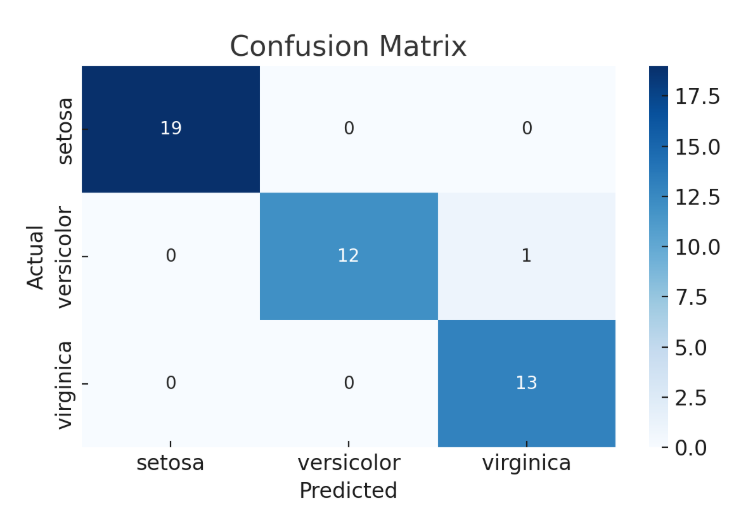 Confusion Matrix
setosa
19 0 0
17.5
15.0
12.5
Actual
versicolor
0 12 1
10.0
7.5
virginica
0 0 13
5.0
2.5
0.0
setosa versicolor virginica
Predicted